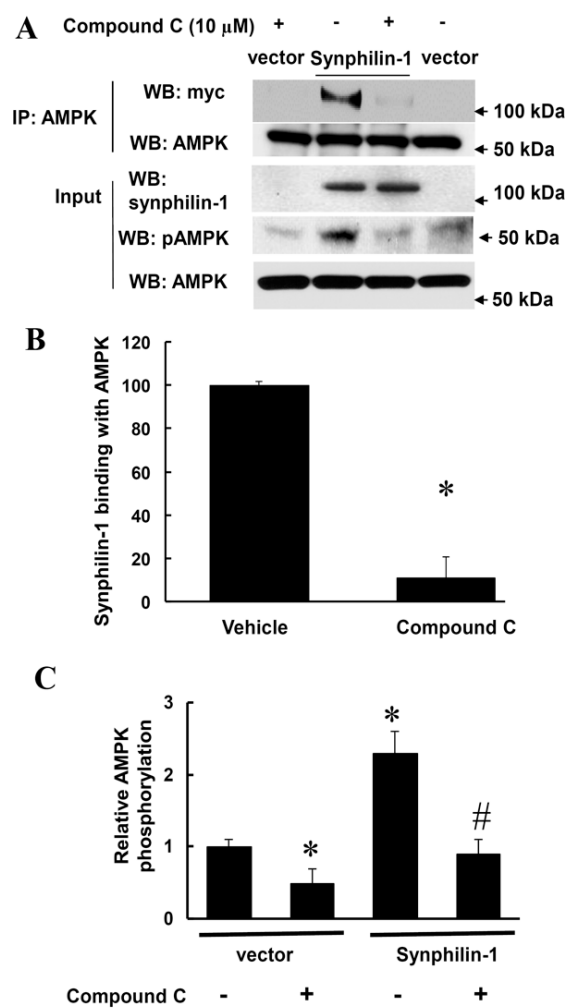 A
Compound C (10 µM) + - + -
vector Synphilin-1 vector
IP: AMPK
WB: myc
100 kDa
WB: AMPK
50 kDa
Input
WB:
synphilin-1
100 kDa
WB: pAMPK
50 kDa
WB: AMPK
50 kDa
B
Synphilin-1 binding with AMPK
120
100
80
60
40
20
0
*
Vehicle Compound C
C
Relative AMPK
phosphorylation
3
2
1
0
* * #
vector Synphilin-1
Compound C - + - +